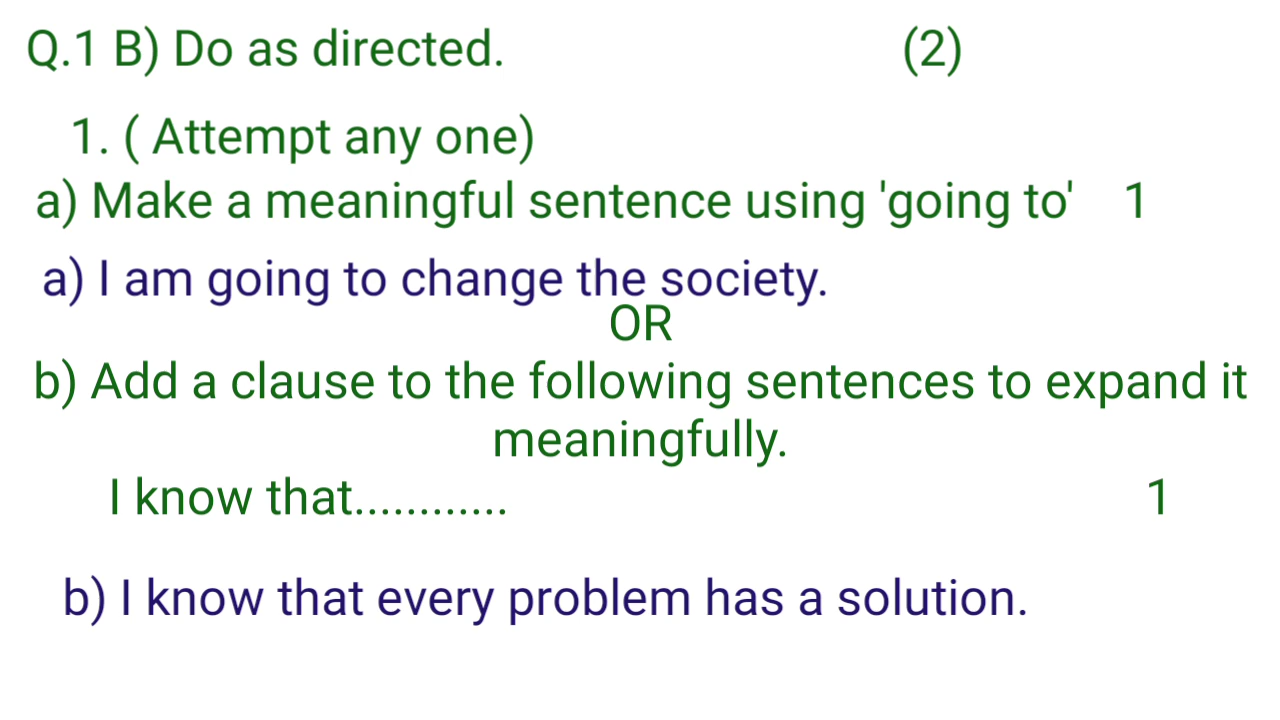 Q.1 B) Do as directed. (2)
1. ( Attempt any one)
a) Make a meaningful sentence using 'going to' 1
a) I am going to change the society.
OR
b) Add a clause to the following sentences to expand it
meaningfully.
I know that............ 1
b) I know that every problem has a solution.